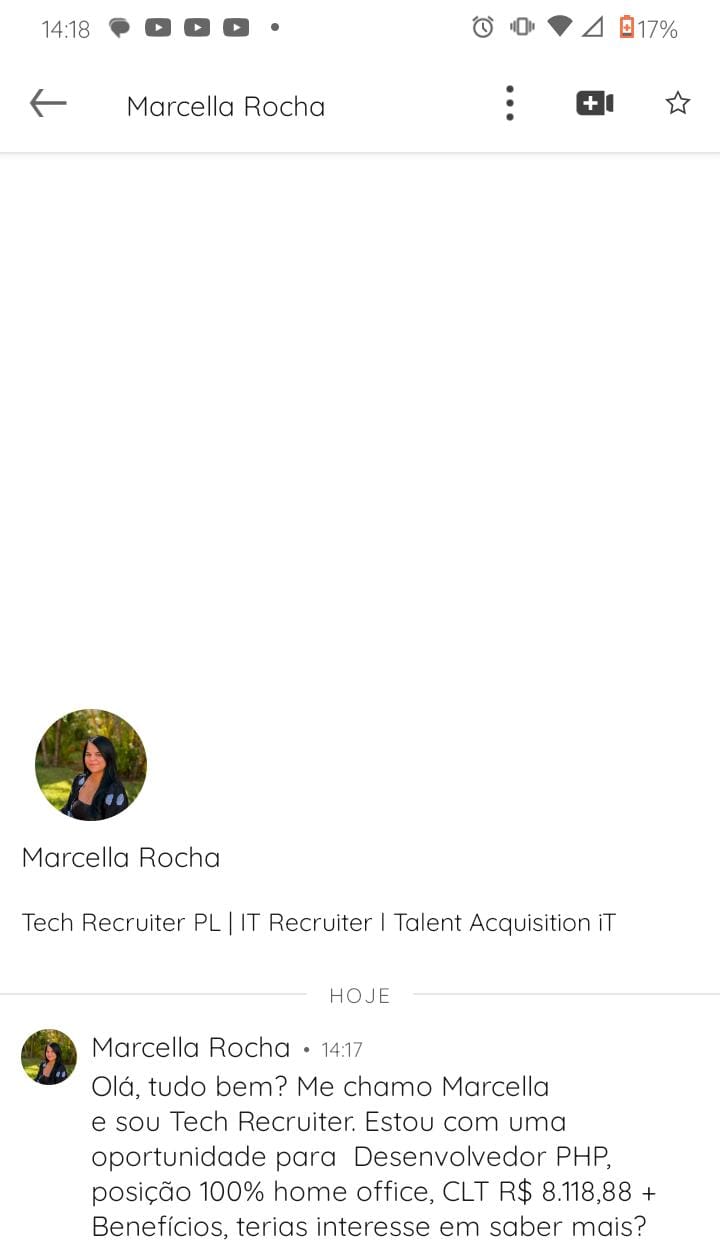 14:18
17%
Marcella Rocha
Marcella Rocha
Tech Recruiter PL | IT Recruiter l Talent Acquisition iT
HOJE
Marcella Rocha • 14:17
Olá, tudo bem? Me chamo Marcella
e sou Tech Recruiter. Estou com uma
oportunidade para  Desenvolvedor PHP,
posição 100% home office, CLT R$ 8.118,88 +
Benefícios, terias interesse em saber mais?